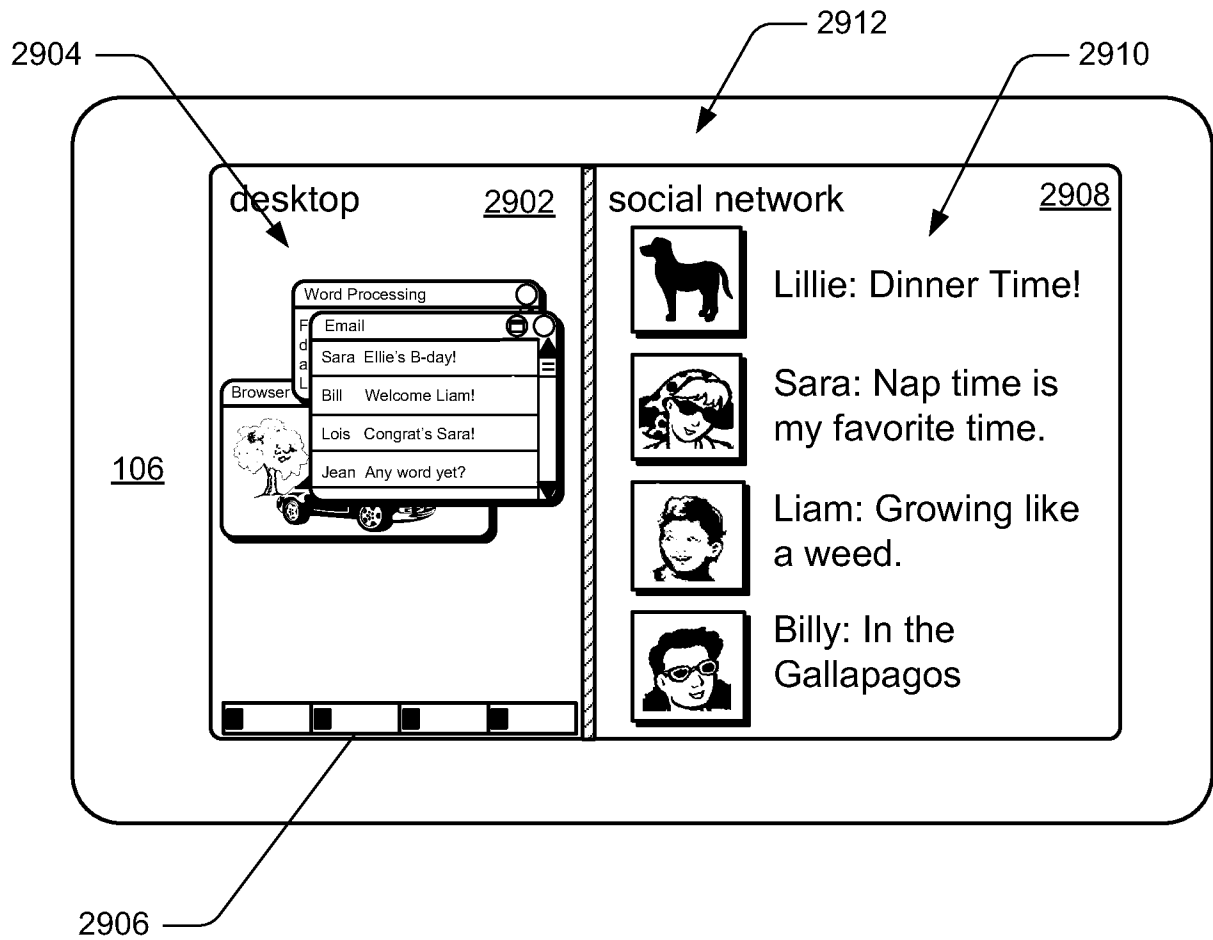 2912
2904
2910
desktop
2902
social network
2908
Word Processing
F
d
a
L
Email
Sara Ellie's B-day!
Bill Welcome Liam!
Lois Congrat's Sara!
Jean Any word yet?
Browser
106
Lillie: Dinner Time!
Sara: Nap time is
my favorite time.
Liam: Growing like
a weed.
Billy: In the
Gallapagos
2906